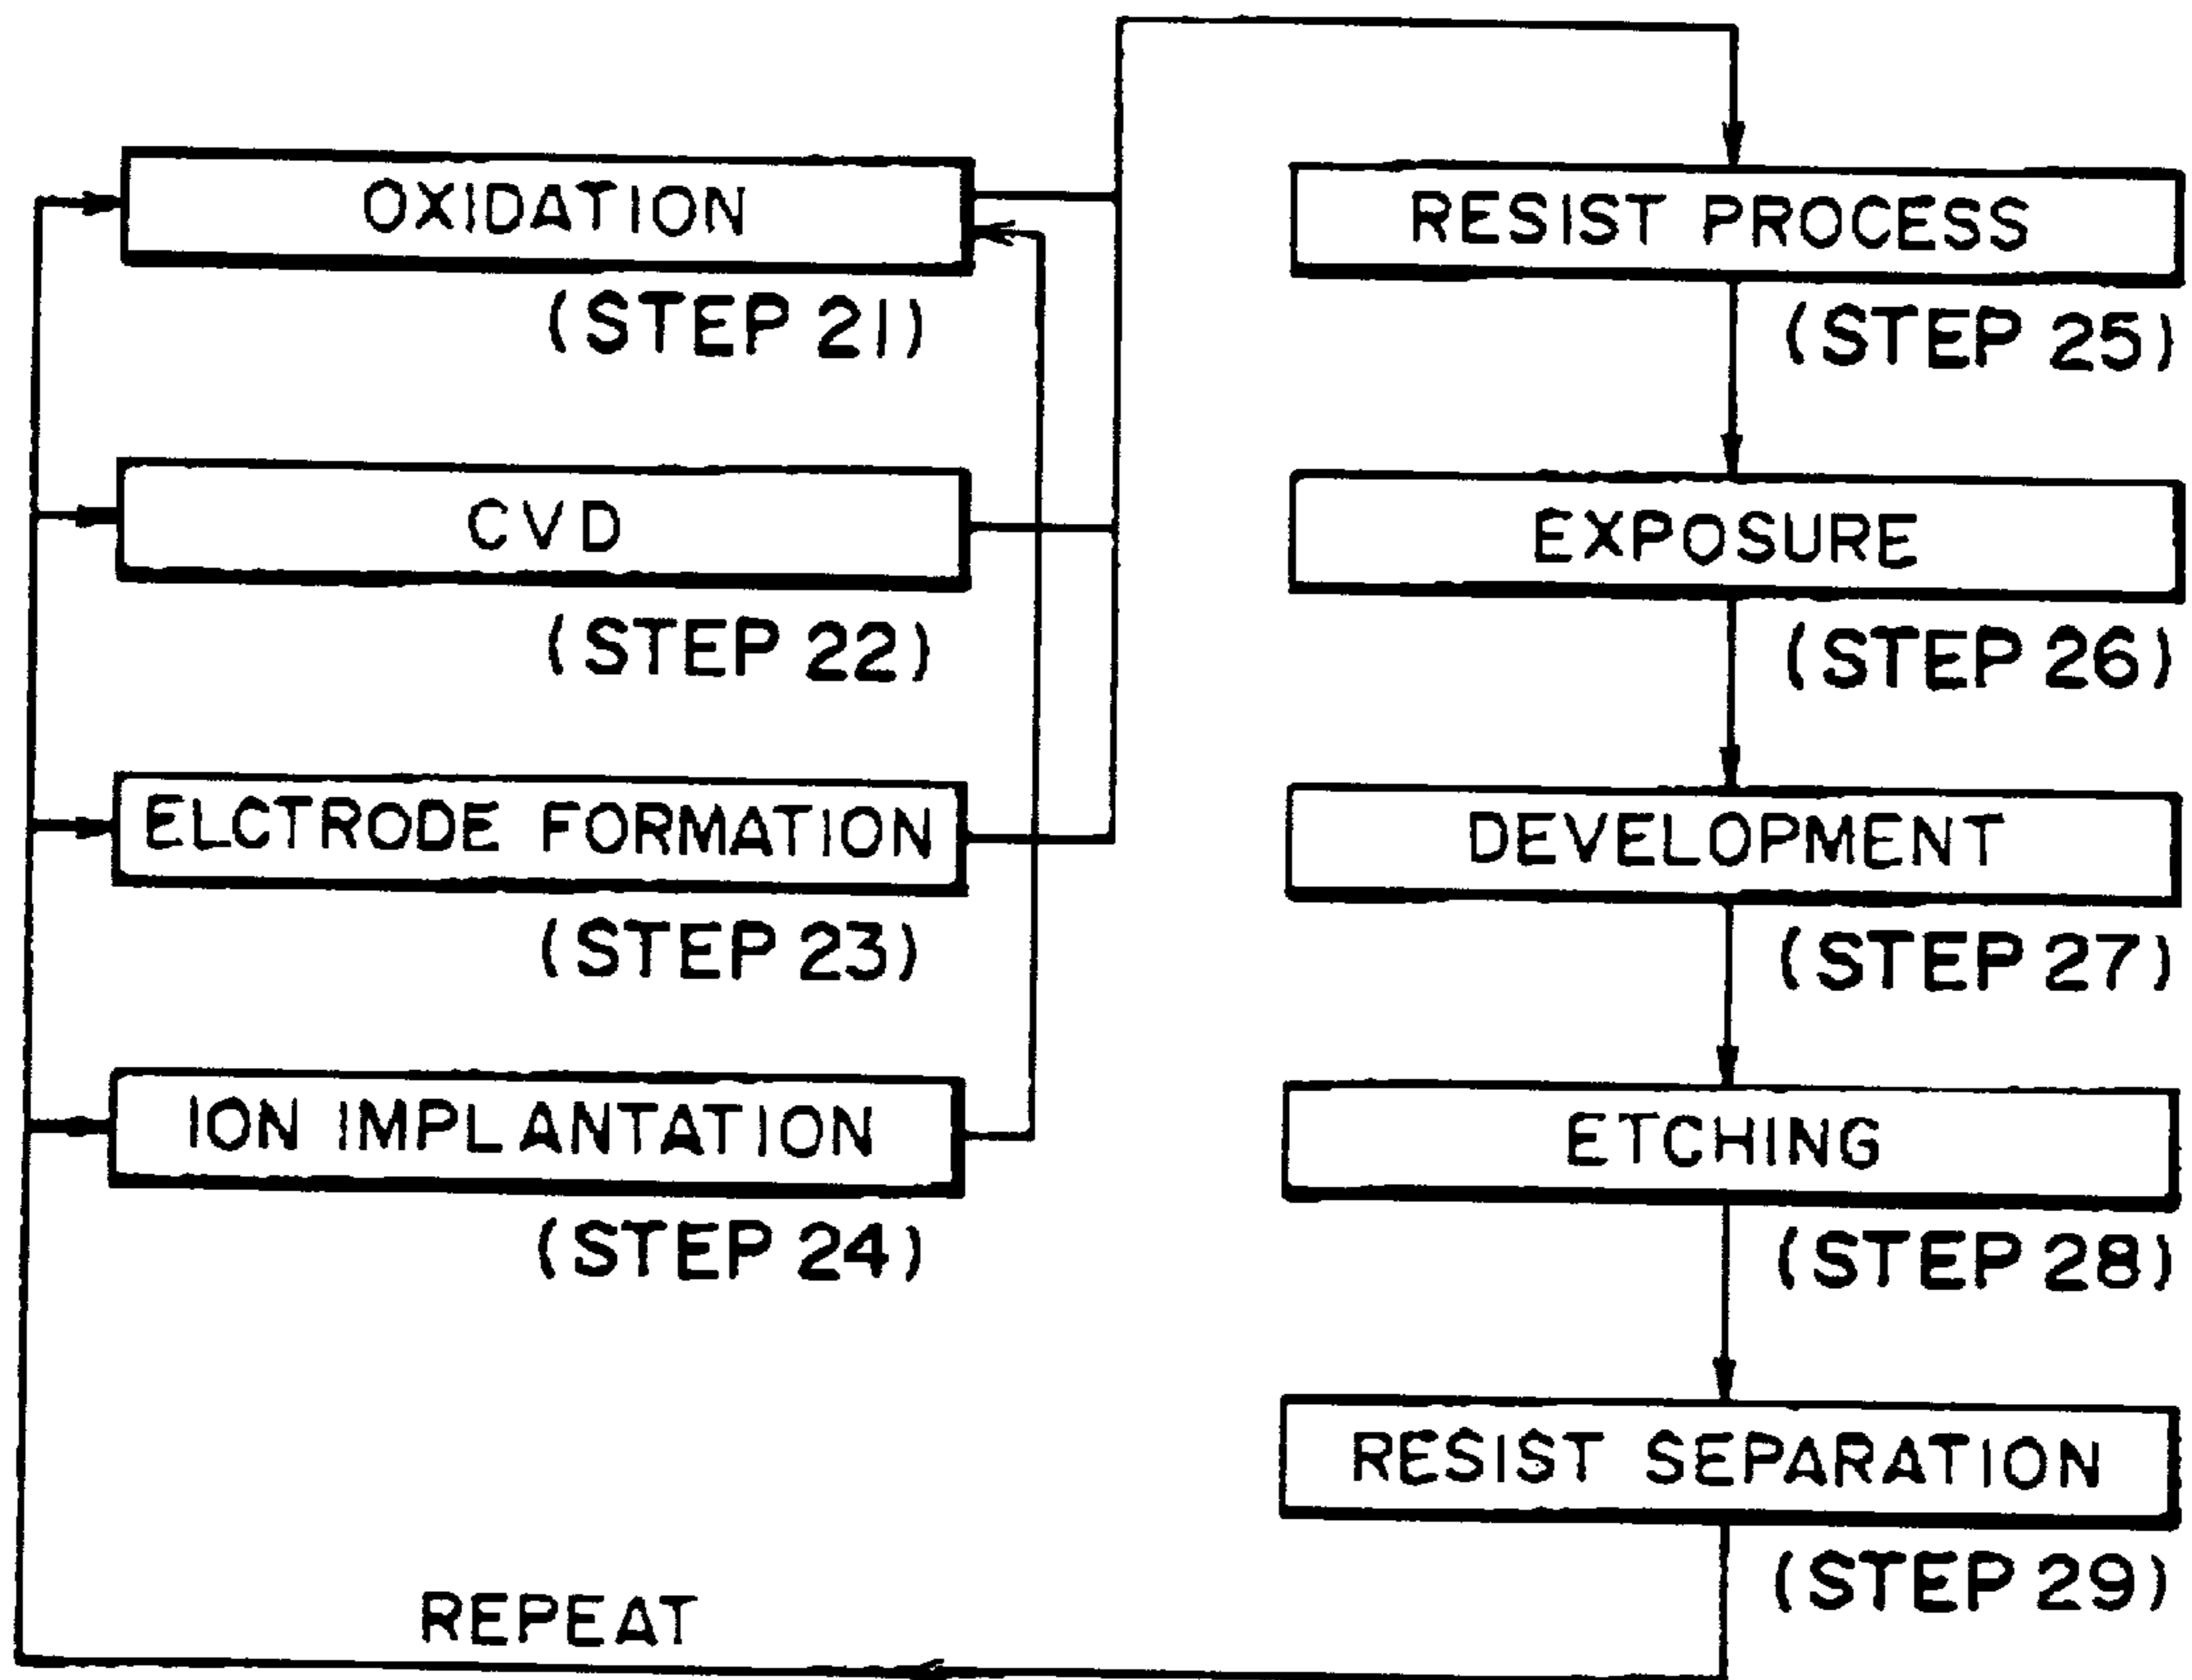 OXIDATION
(STEP 21)
CVD
(STEP 22)
ELCTRODE FORMATION
(STEP 23)
ION IMPLANTATION
(STEP 24)
RESIST PROCESS
(STEP 25)
EXPOSURE
(STEP 26)
DEVELOPMENT
(STEP 27)
ETCHING
(STEP 28)
RESIST SEPARATION
(STEP 29)
REPEAT